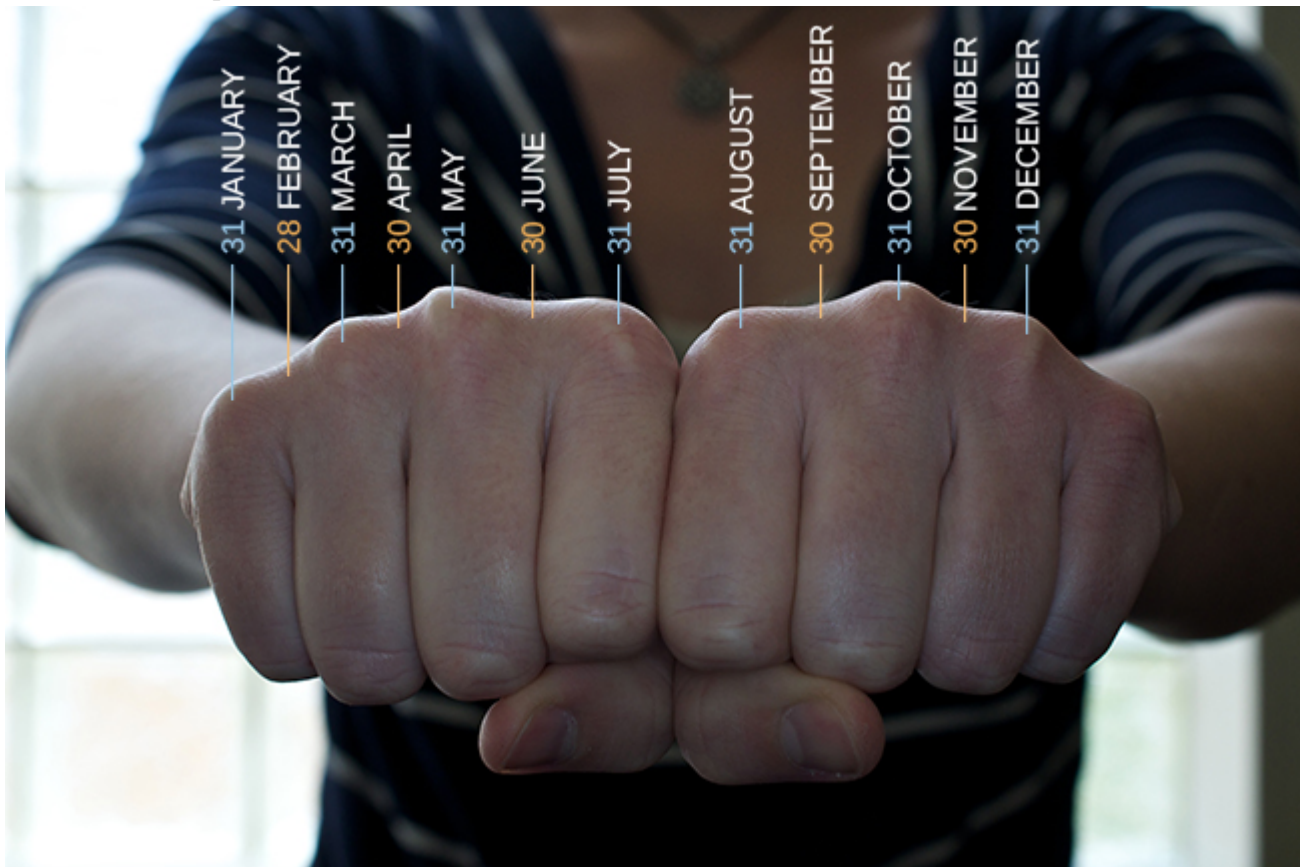 31 JANUARY
28 FEBRUARY
31 MARCH
30 APRIL
31 MAY
30 JUNE
31 JULY
31 AUGUST
30 SEPTEMBER
31 OCTOBER
30 NOVEMBER
31 DECEMBER